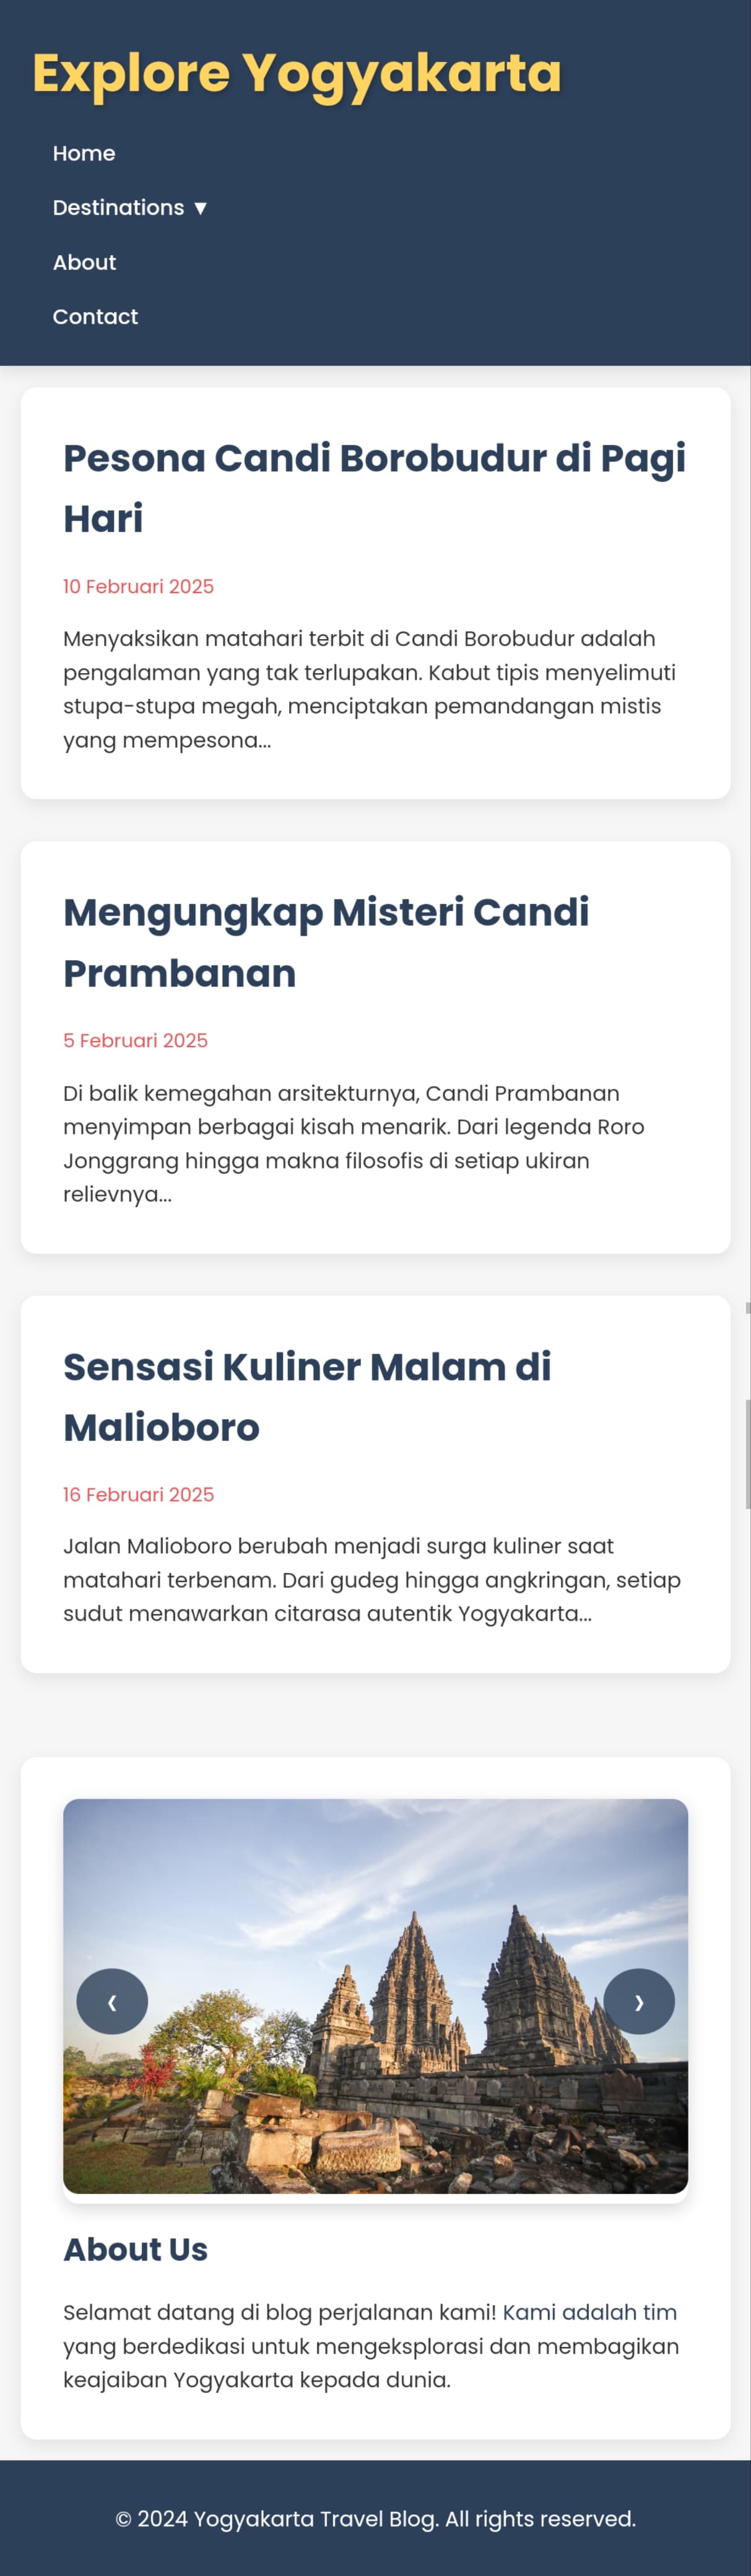 Explore Yogyakarta
Home
Destinations ▼
About
Contact
Pesona Candi Borobudur di Pagi
Hari
10 Februari 2025
Menyaksikan matahari terbit di Candi Borobudur adalah
pengalaman yang tak terlupakan. Kabut tipis menyelimuti
stupa-stupa megah, menciptakan pemandangan mistis
yang mempesona...
Mengungkap Misteri Candi
Prambanan
5 Februari 2025
Di balik kemegahan arsitekturnya, Candi Prambanan
menyimpan berbagai kisah menarik. Dari legenda Roro
Jonggrang hingga makna filosofis di setiap ukiran
relievnya...
Sensasi Kuliner Malam di
Malioboro
16 Februari 2025
Jalan Malioboro berubah menjadi surga kuliner saat
matahari terbenam. Dari gudeg hingga angkringan, setiap
sudut menawarkan citarasa autentik Yogyakarta...
❮ ❯
About Us
Selamat datang di blog perjalanan kami! Kami adalah tim
yang berdedikasi untuk mengeksplorasi dan membagikan
keajaiban Yogyakarta kepada dunia.
© 2024 Yogyakarta Travel Blog. All rights reserved.